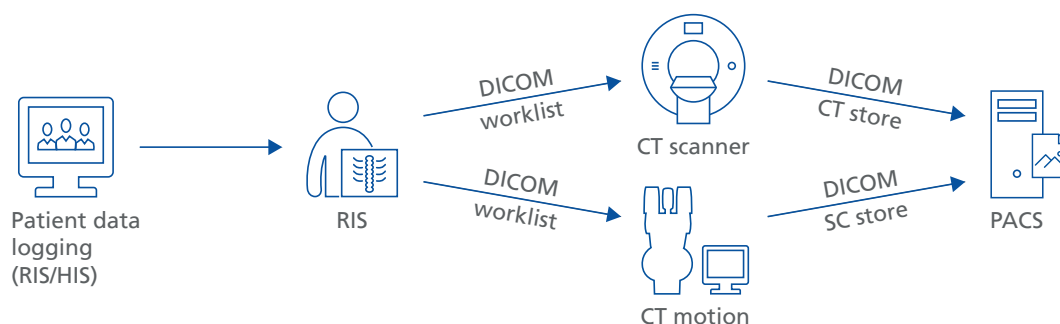 Patient data
logging
(RIS/HIS)
RIS
DICOM
worklist
DICOM
worklist
CT scanner
CT motion
DICOM
CT store
DICOM
SC store
PACS